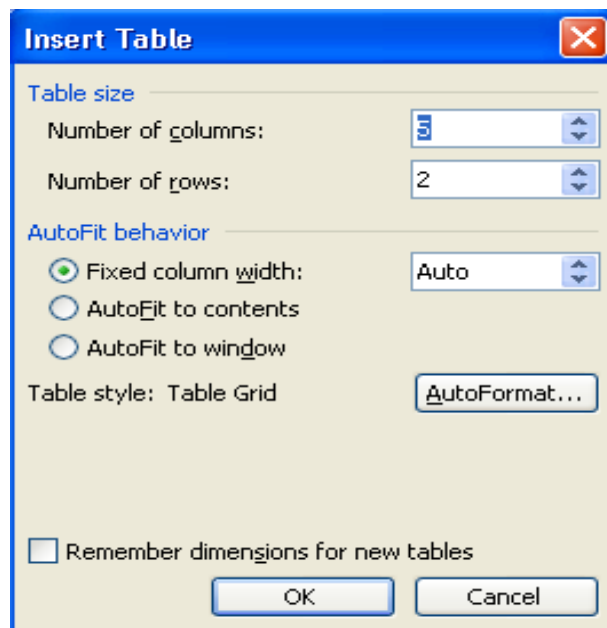 Insert Table
Table size
Number of columns: 5
Number of rows: 2
AutoFit behavior
Fixed column width: Auto
AutoFit to contents
AutoFit to window
Table style: Table Grid AutoFormat...
Remember dimensions for new tables
OK Cancel